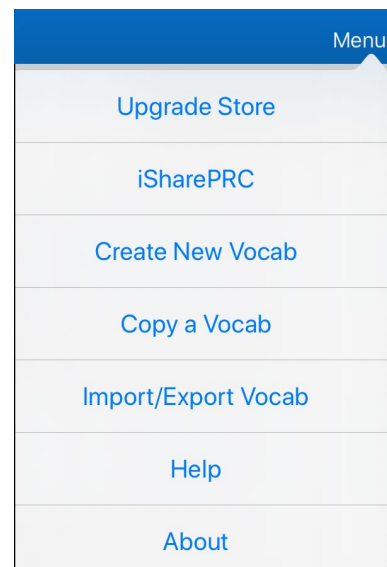 Menu
Upgrade Store
iSharePRC
Create New Vocab
Copy a Vocab
Import/Export Vocab
Help
About